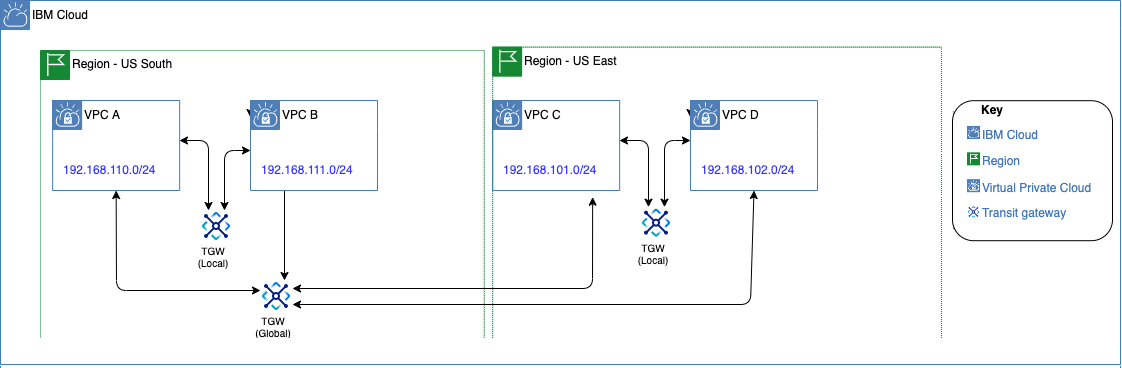 IBM Cloud
Region - US South
Region - US East
VPC A
VPC B
VPC C
VPC D
192.168.110.0/24
192.168.111.0/24
192.168.101.0/24
192.168.102.0/24
TGW
(Local)
TGW
(Local)
TGW
(Global)
Key
IBM Cloud
Region
Virtual Private Cloud
Transit gateway